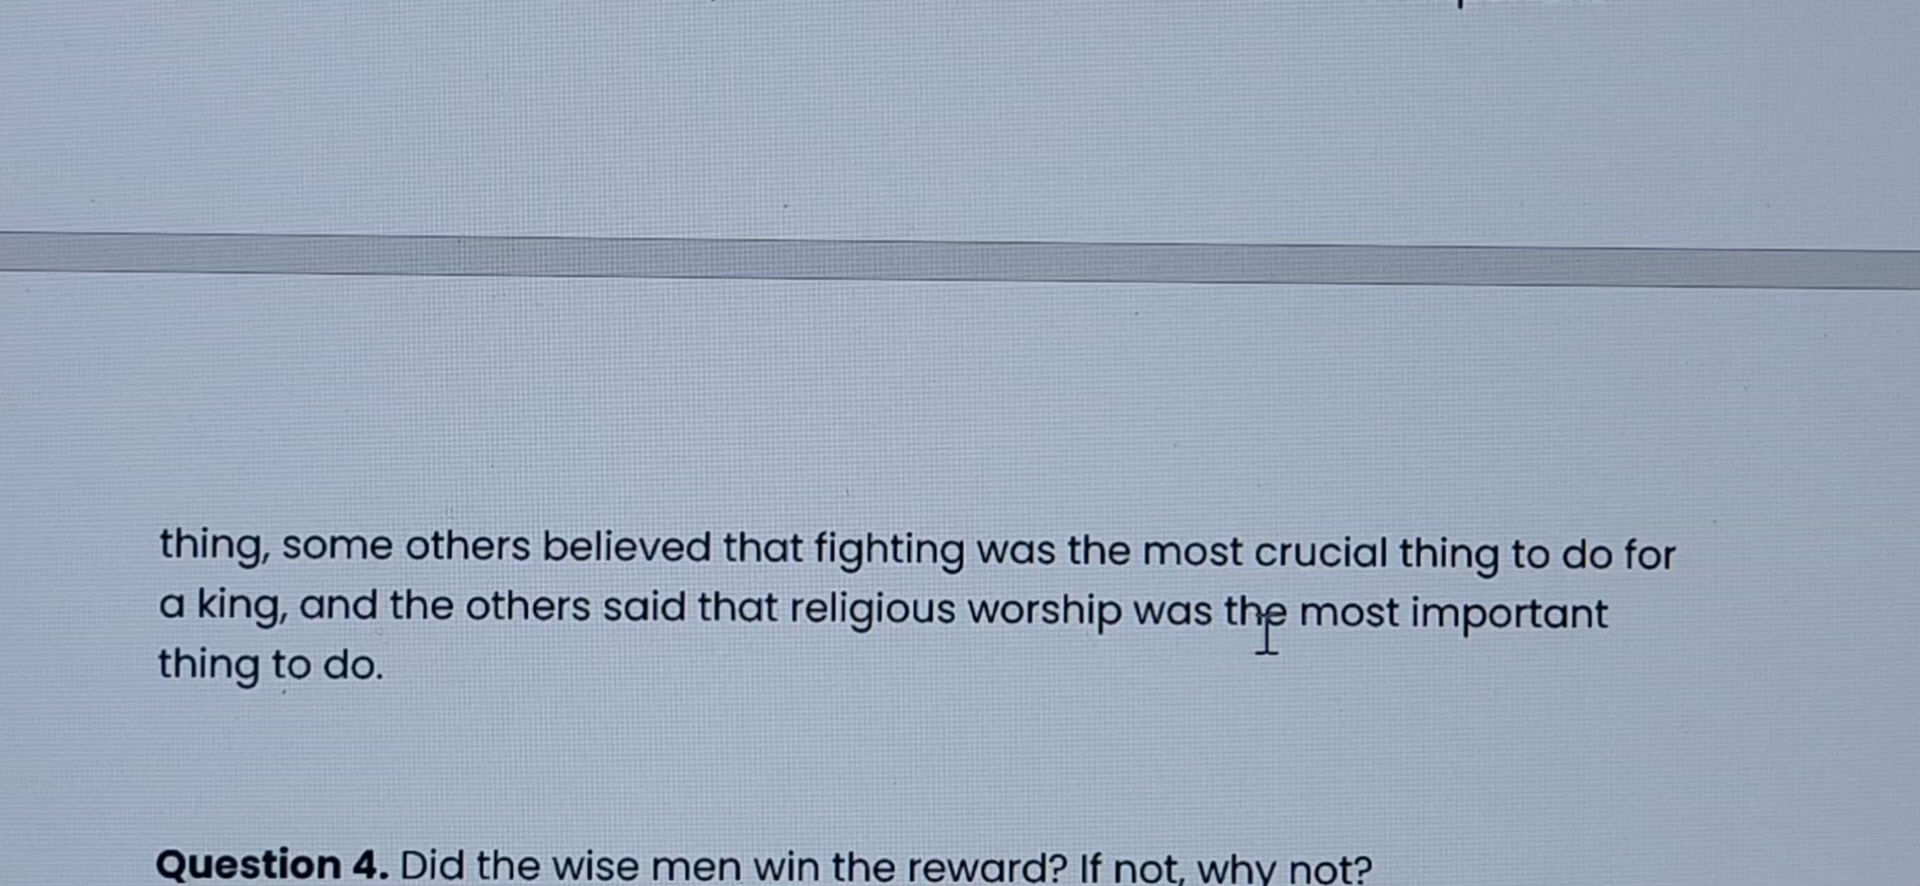 thing, some others believed that fighting was the most crucial thing to do for
a king, and the others said that religious worship was the most important
thing to do.
Question 4. Did the wise men win the reward? If not, why not?